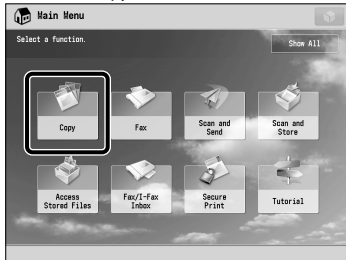 Main Menu
Select a function.
Show All
Copy
Fax
Scan and
Send
Scan and
Store
Access
Stored Files
Fax/I-Fax
Inbox
Secure
Print
Tutorial